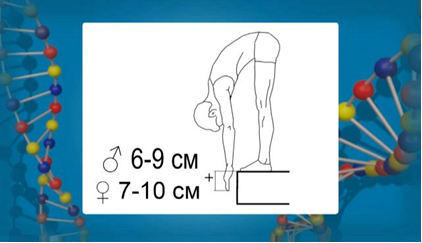 ♂ 6-9 см
♀ 7-10 см
+